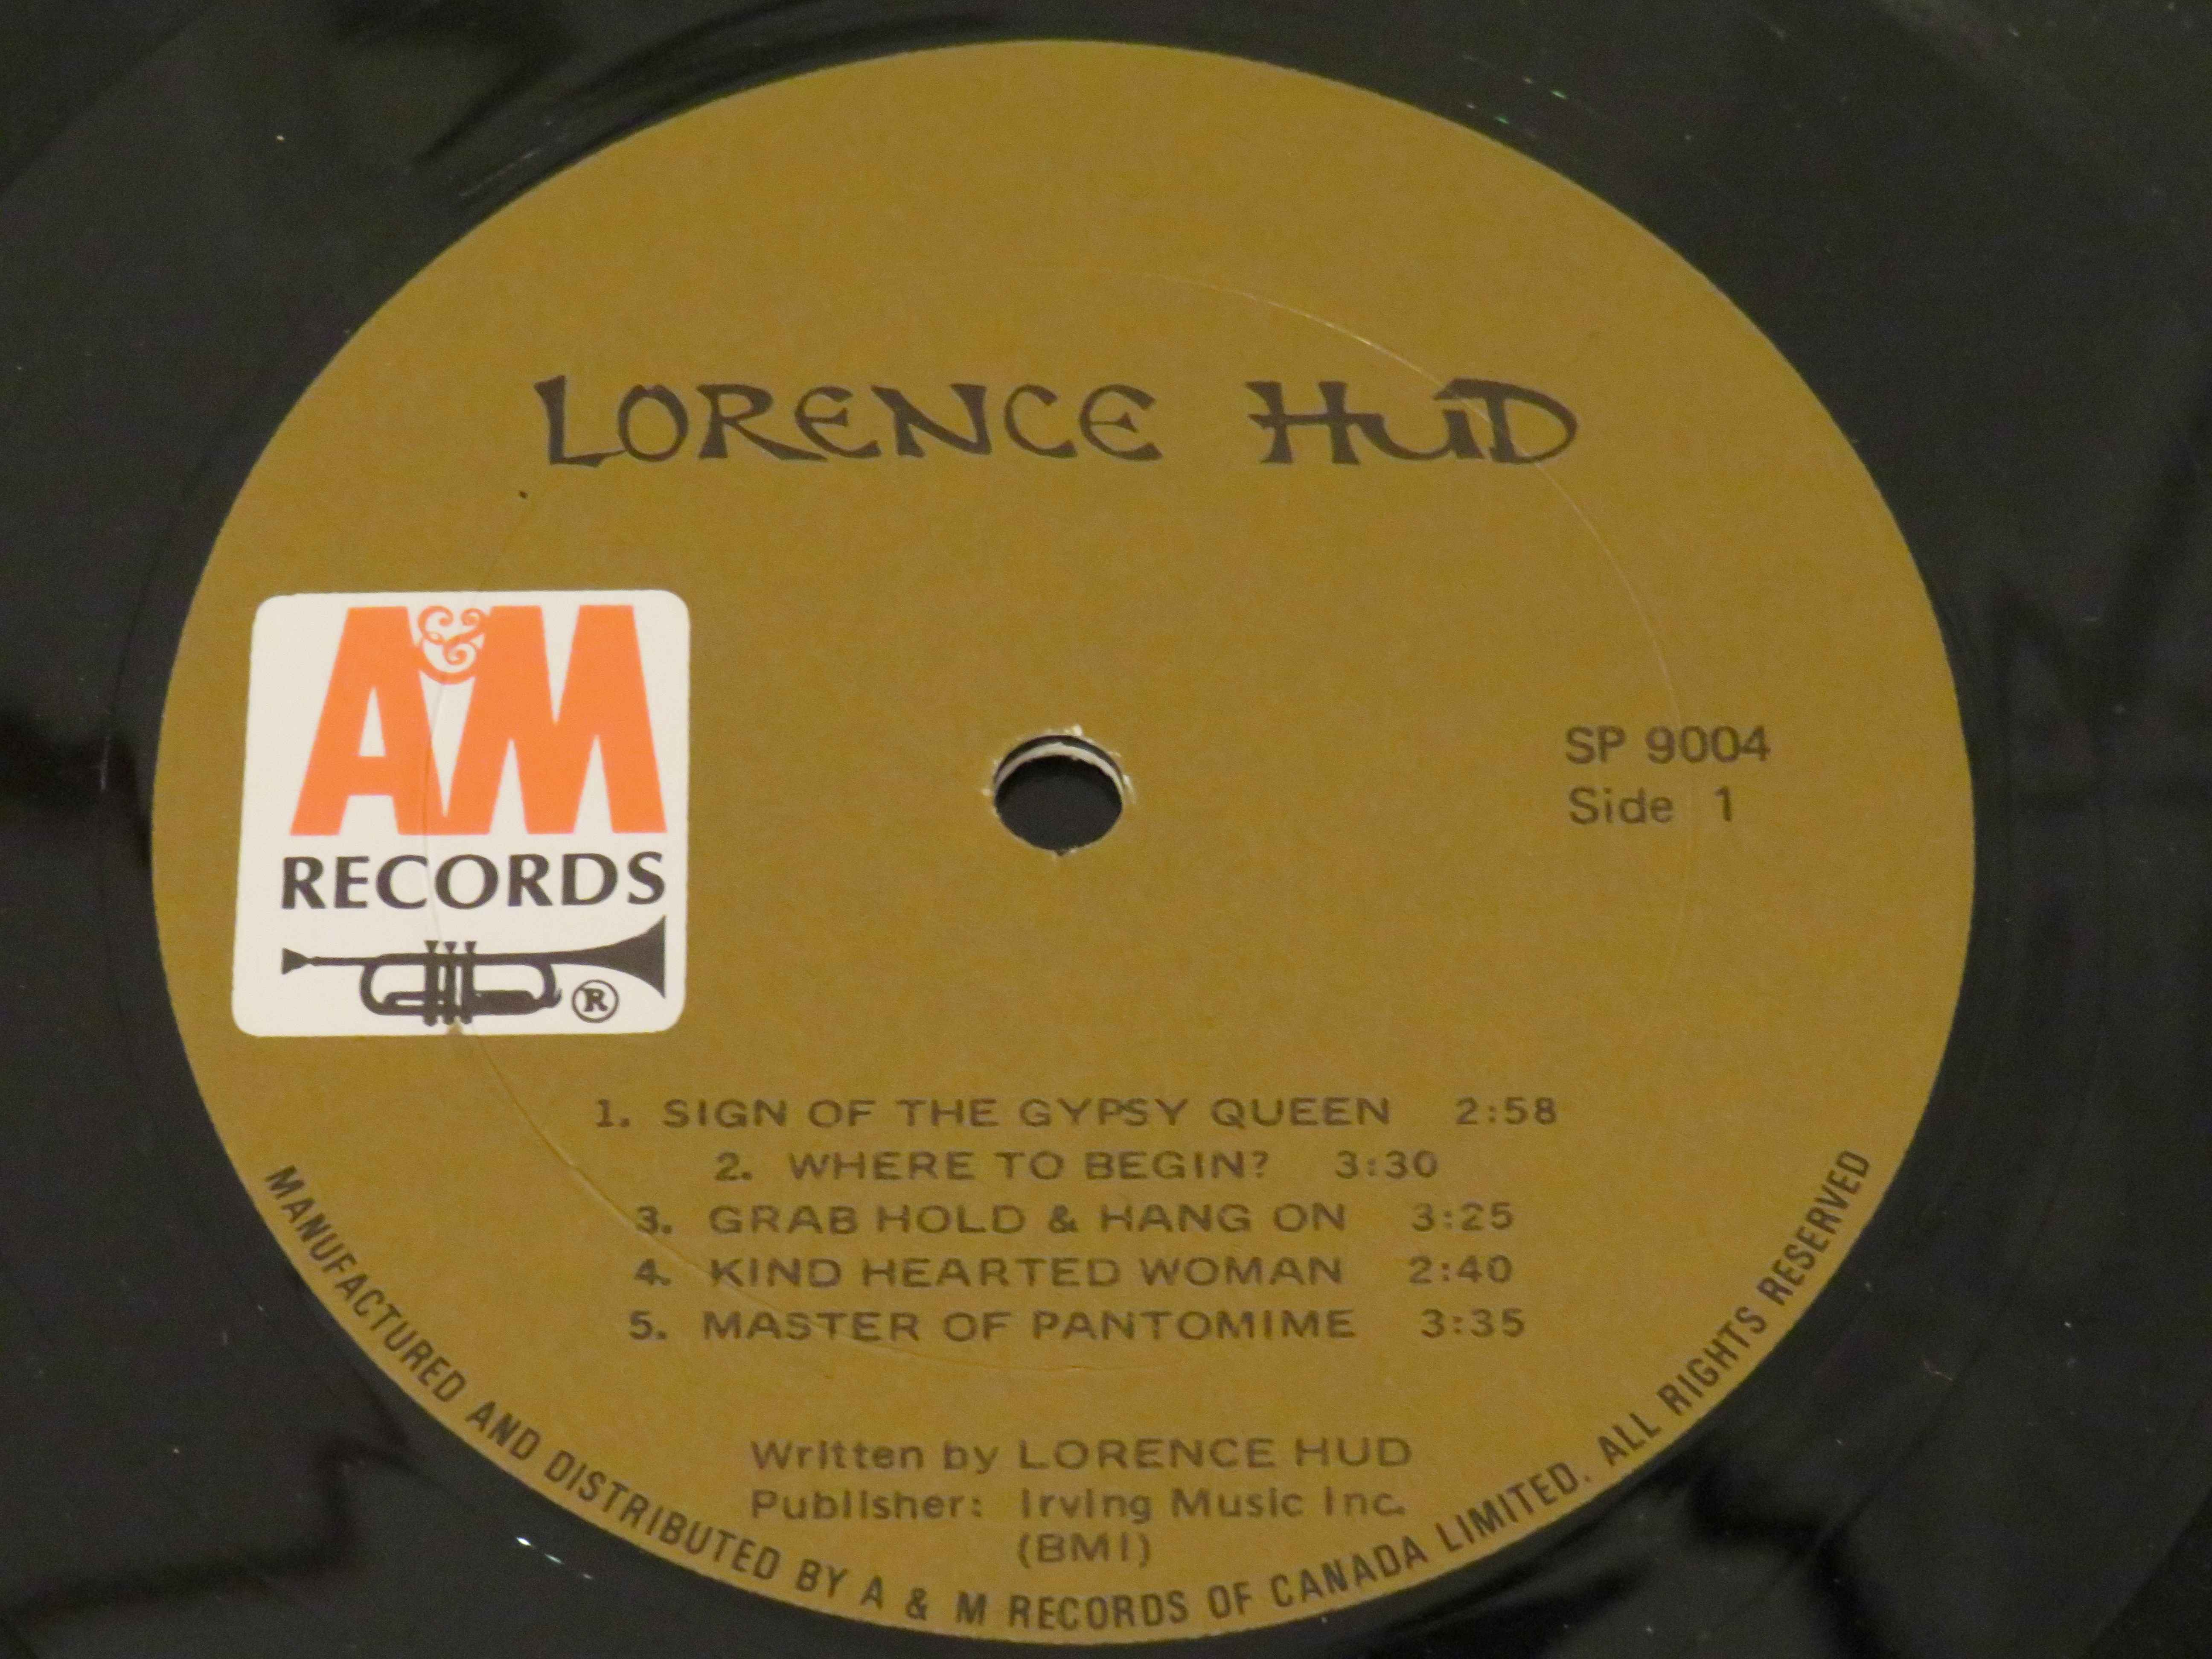 LORENCE HUD
A&M
RECORDS
®
SP 9004
Side 1
1. SIGN OF THE GYPSY QUEEN 2:58
2. WHERE TO BEGIN? 3:30
3. GRAB HOLD & HANG ON 3:25
4. KIND HEARTED WOMAN 2:40
5. MASTER OF PANTOMIME 3:35
Written by LORENCE HUD
Publisher: Irving Music Inc.
(BMI)
MANUFACTURED AND DISTRIBUTED BY A & M RECORDS OF CANADA LIMITED. ALL RIGHTS RESERVED